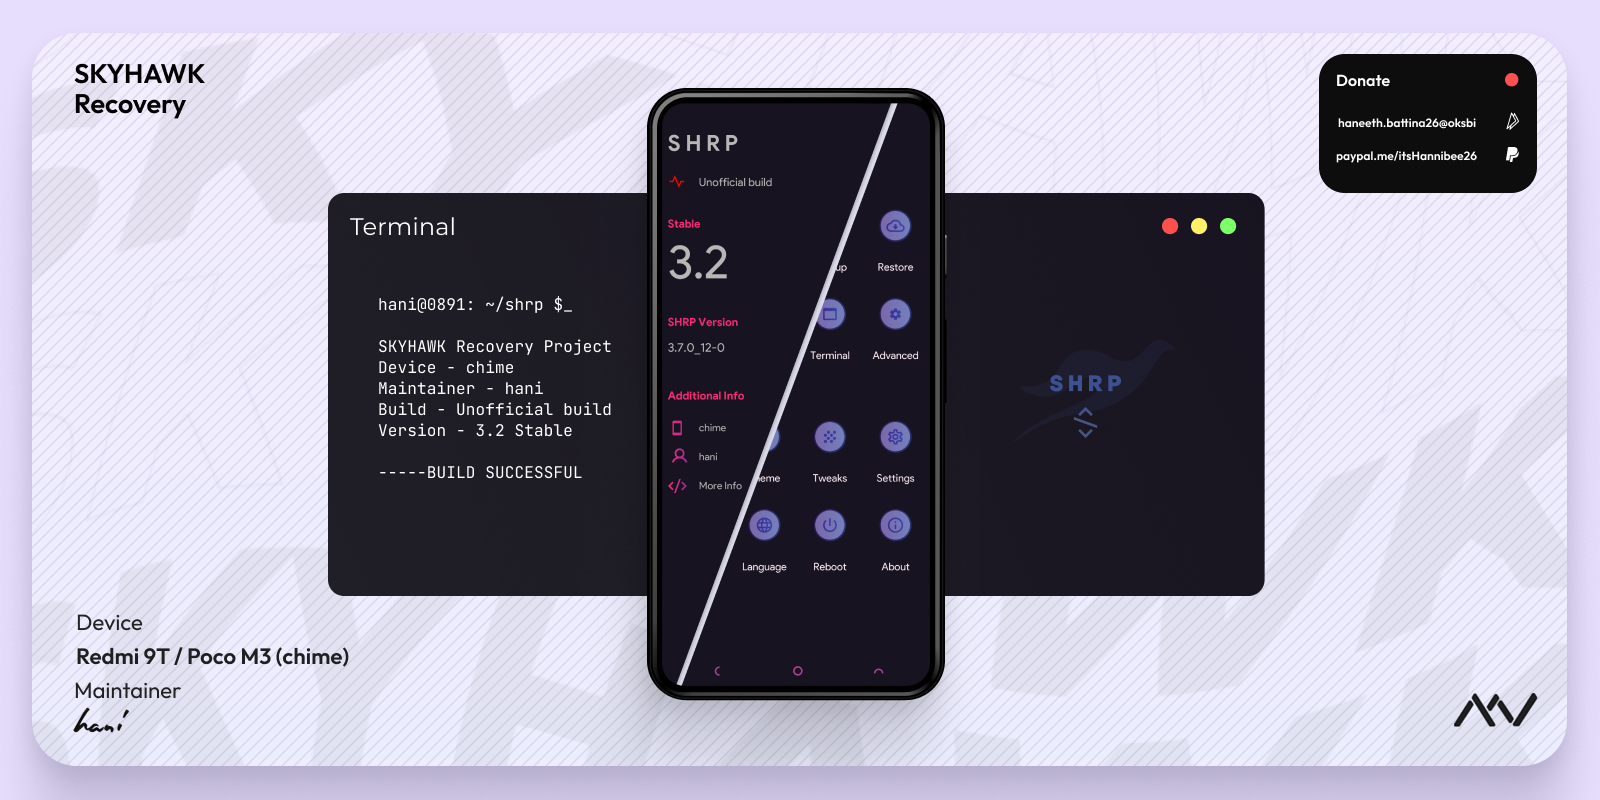 SKYHAWK
Recovery
Donate
haneeth.battina26@oksbi
paypal.me/itsHannibee26
Terminal
hani@0891: ~/shrp $_
SKYHAWK Recovery Project
Device - chime
Maintainer - hani
Build - Unofficial build
Version - 3.2 Stable
-----BUILD SUCCESSFUL
SHRP
Unofficial build
Stable
3.2
SHRP Version
3.7.0_12-0
Additional Info
chime
hani
More Info
up
Restore
Terminal
Advanced
eme
Tweaks
Settings
Language
Reboot
About
SHRP
Device
Redmi 9T / Poco M3 (chime)
Maintainer
hani